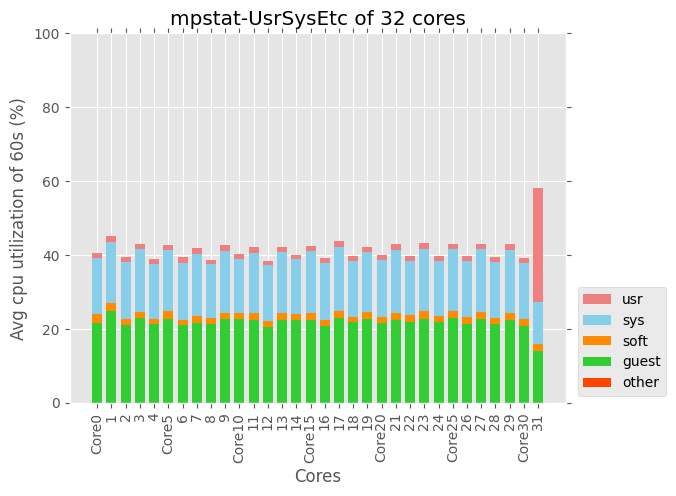 mpstat-UsrSysEtc of 32 cores
Avg cpu utilization of 60s (%)
100
80
60
40
20
0
Core0
1
2
3
4
Core5
6
7
8
9
Core10
11
12
13
14
Core15
16
17
18
19
Core20
21
22
23
24
Core25
26
27
28
29
Core30
31
Cores
usr
sys
soft
guest
other